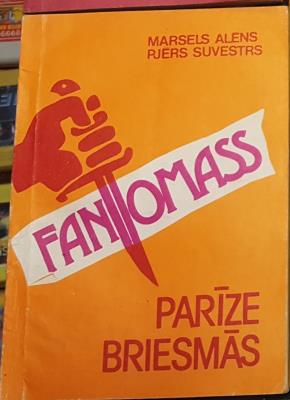 MARSELS ALENS
PJERS SUVESTRS
FANTOMASS
PARĪZE
BRIESMĀS